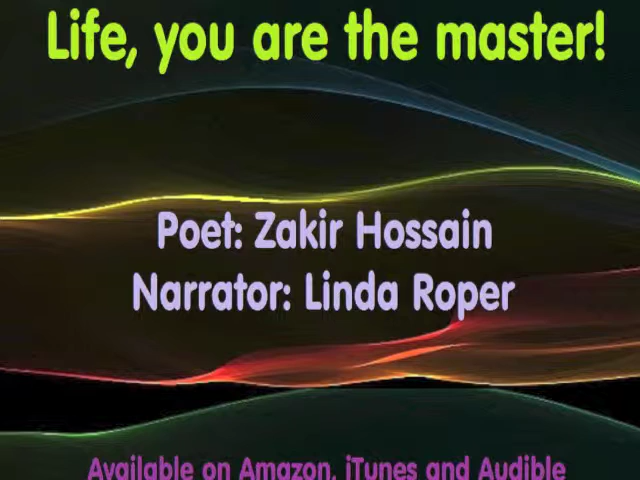 Life, you are the master!
Poet: Zakir Hossain
Narrator: Linda Roper
Available on Amazon, iTunes and Audible